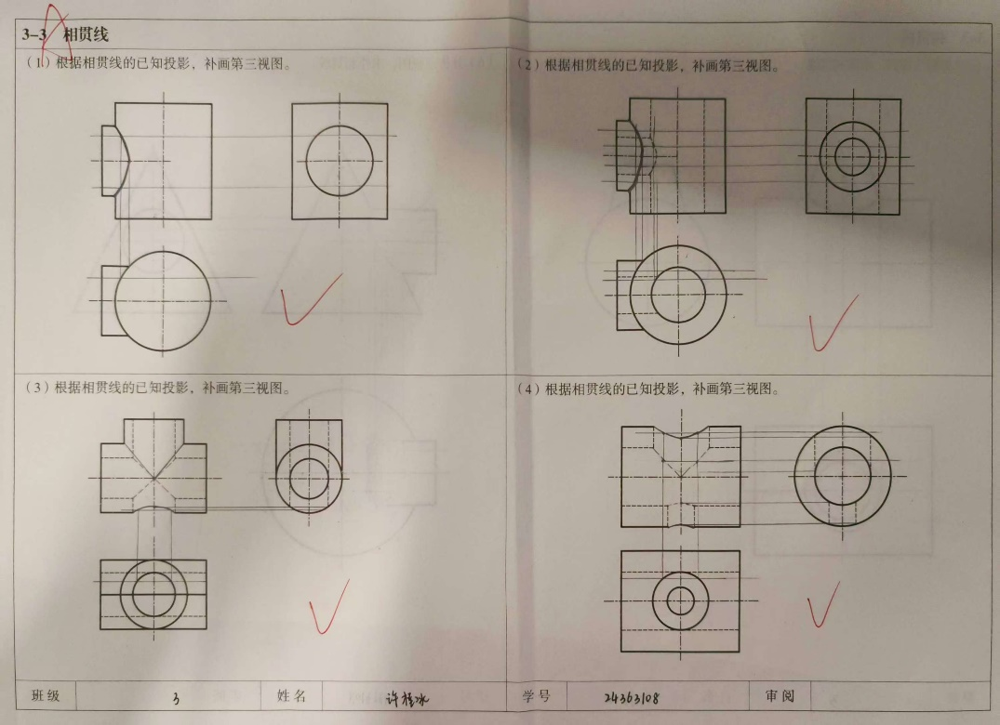 3-3 相贯线
A
(1)根据相贯线的已知投影，补画第三视图。
(2)根据相贯线的已知投影，补画第三视图。
(3)根据相贯线的已知投影，补画第三视图。
(4)根据相贯线的已知投影，补画第三视图。
班级 3 姓名 许 冰 学号 24363108 审阅